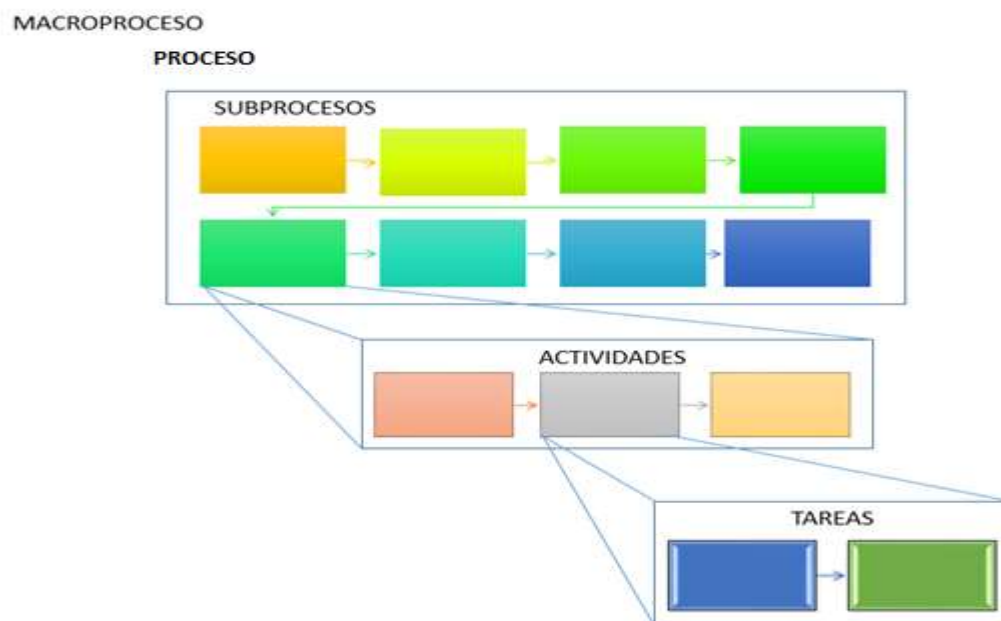 MACROPROCESO
PROCESO
SUBPROCESOS
ACTIVIDADES
TAREAS